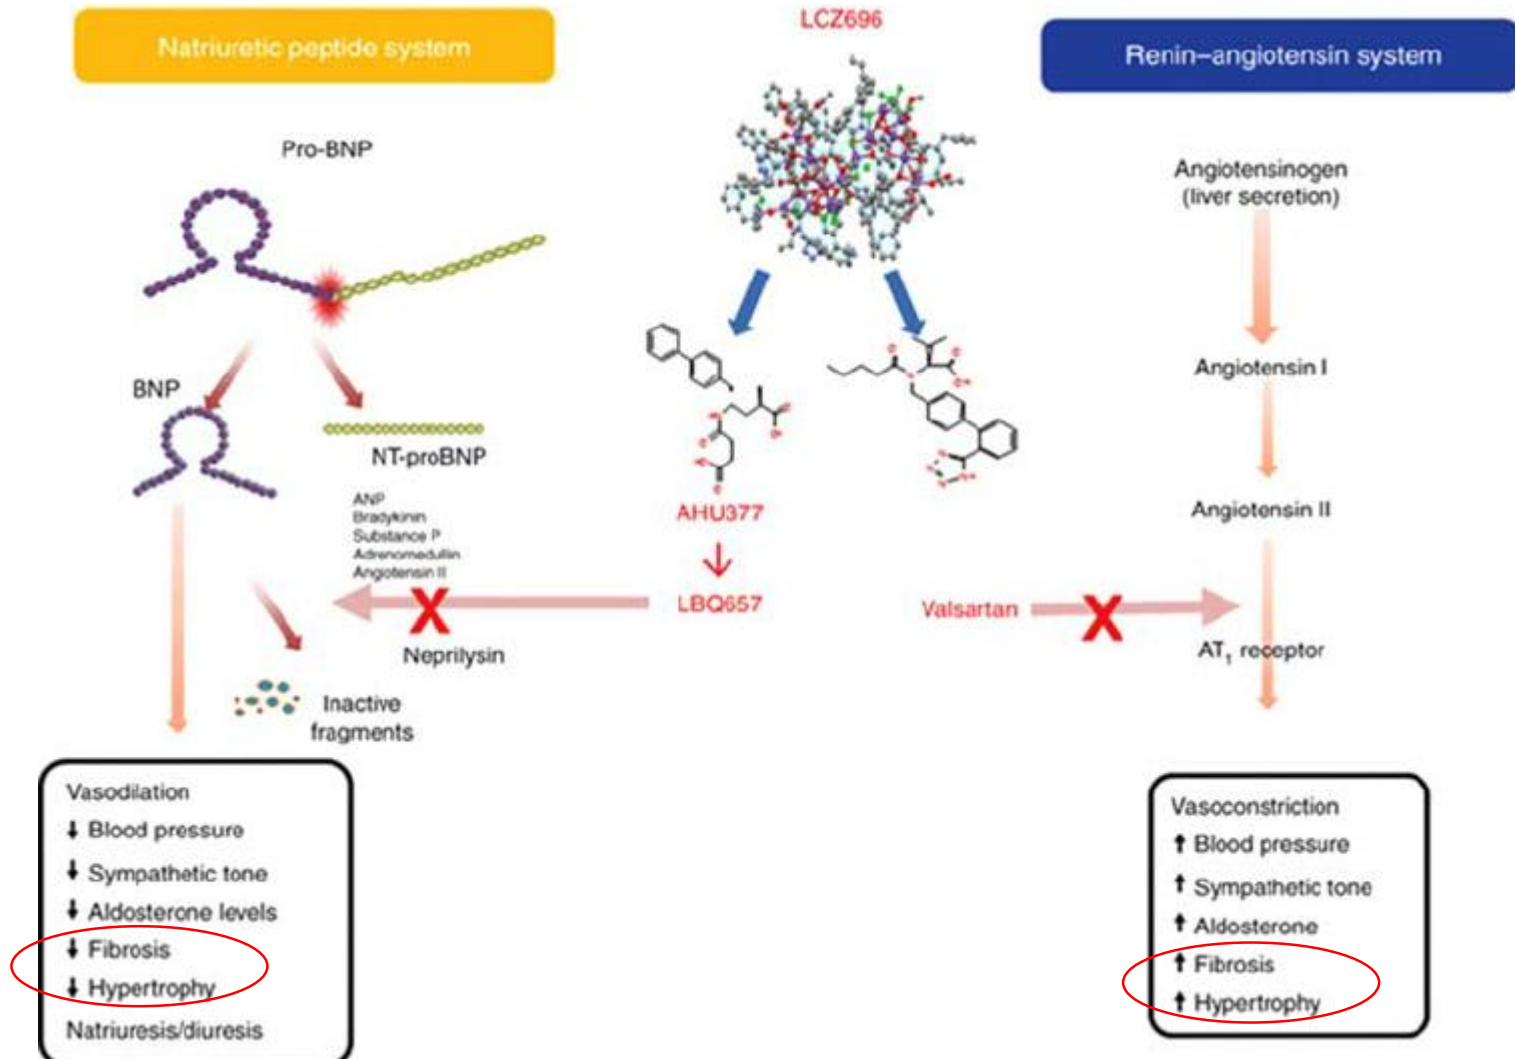 Natriuretic peptide system
LCZ696
Renin–angiotensin system
Pro-BNP
Angiotensinogen
(liver secretion)
Angiotensin I
BNP
NT-proBNP
ANP
Bradykinin
Substance P
Adrenomedullin
Angiotensin II
AHU377
Angiotensin II
X
LBQ657
Valsartan
X
Neprilysin
AT1 receptor
Inactive
fragments
Vasodilation
↓ Blood pressure
↓ Sympathetic tone
↓ Aldosterone levels
↓ Fibrosis
↓ Hypertrophy
Natriuresis/diuresis
Vasoconstriction
↑ Blood pressure
↑ Sympathetic tone
↑ Aldosterone
↑ Fibrosis
↑ Hypertrophy